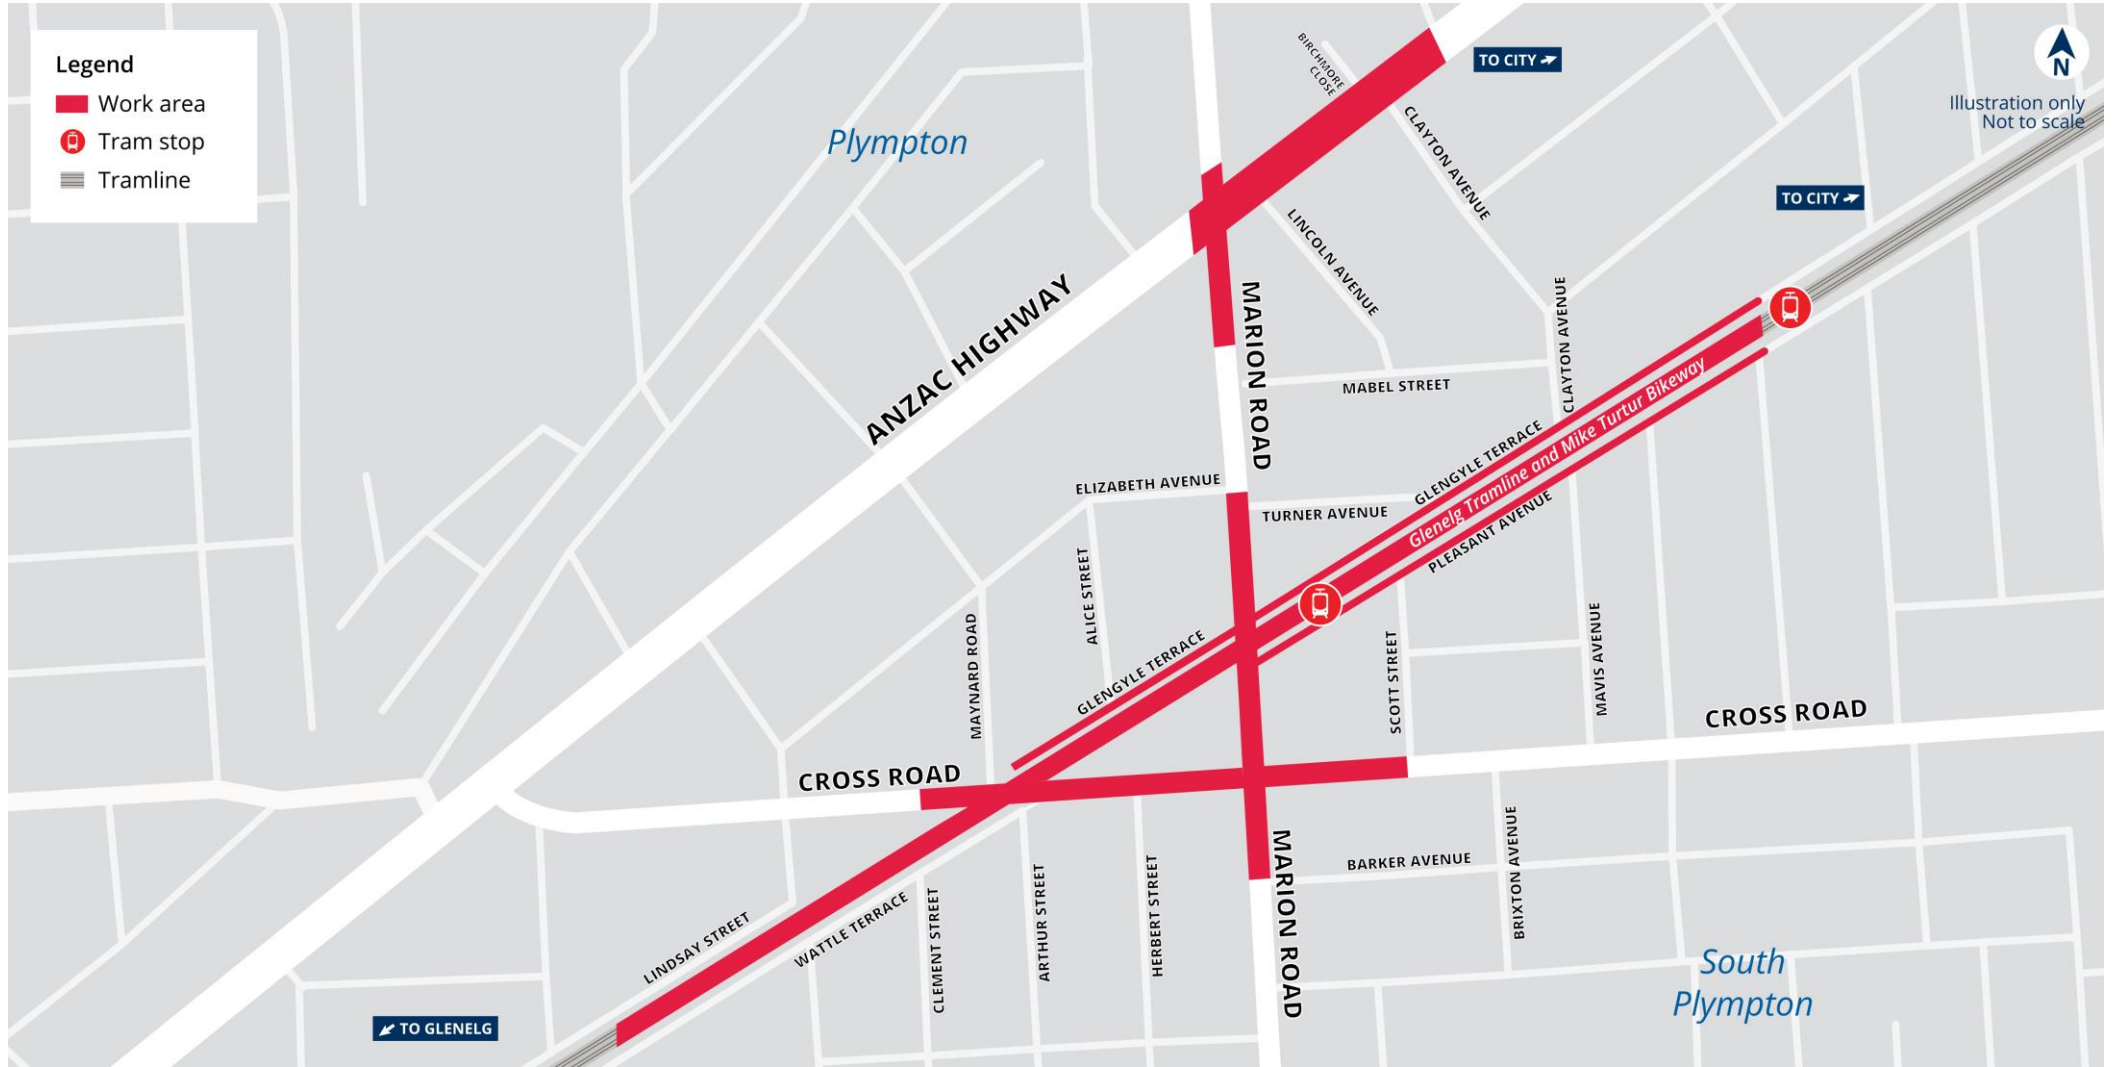 Legend
Work area
Tram stop
Tramline
Plympton
BIRCHMORE
CLOSE
TO CITY
N
Illustration only
Not to scale
CLAYTON AVENUE
TO CITY
LINCOLN AVENUE
ANZAC HIGHWAY
MARION ROAD
CLAYTON AVENUE
MABEL STREET
Glenelg Tramline and Mike Turtur Bikeway
GLENGYLE TERRACE
PLEASANT AVENUE
ELIZABETH AVENUE
TURNER AVENUE
ALICE STREET
MAYNARD ROAD
GLENGYLE TERRACE
SCOTT STREET
MAVIS AVENUE
CROSS ROAD
CROSS ROAD
MARION ROAD
BARKER AVENUE
BRIXTON AVENUE
LINDSAY STREET
WATTLE TERRACE
CLEMENT STREET
ARTHUR STREET
HERBERT STREET
South
Plympton
TO GLENELG